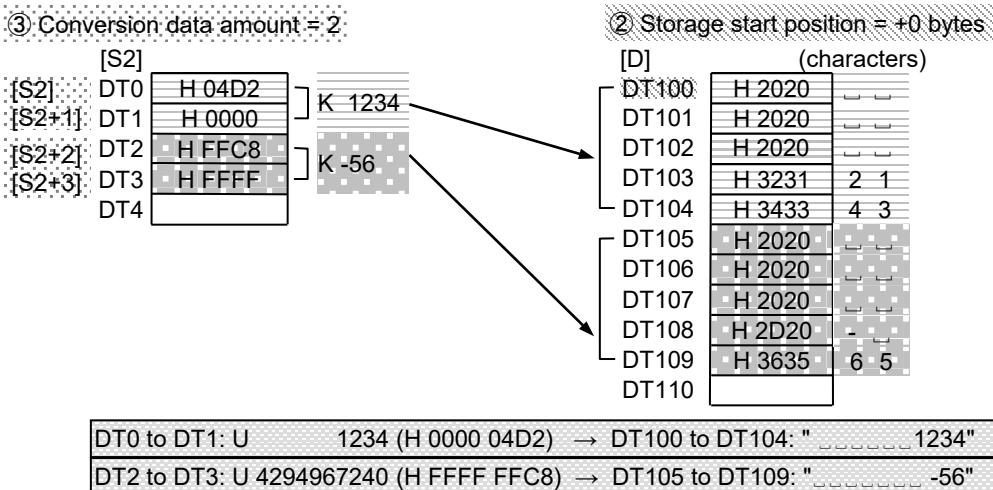 ③ Conversion data amount = 2 ② Storage start position = +0 bytes
[S2] [D] (characters)
[S2] DT0 H 04D2 K 1234 DT100 H 2020 ␣ ␣
[S2+1] DT1 H 0000 DT101 H 2020 ␣ ␣
[S2+2] DT2 H FFC8 K -56 DT102 H 2020 ␣ ␣
[S2+3] DT3 H FFFF DT103 H 3231 2 1
DT4 DT104 H 3433 4 3
DT105 H 2020 ␣ ␣
DT106 H 2020 ␣ ␣
DT107 H 2020 ␣ ␣
DT108 H 2D20 - ␣
DT109 H 3635 6 5
DT110
DT0 to DT1: U 1234 (H 0000 04D2) → DT100 to DT104: "␣␣␣␣␣␣1234"
DT2 to DT3: U 4294967240 (H FFFF FFC8) → DT105 to DT109: "␣␣␣␣␣␣␣ -56"